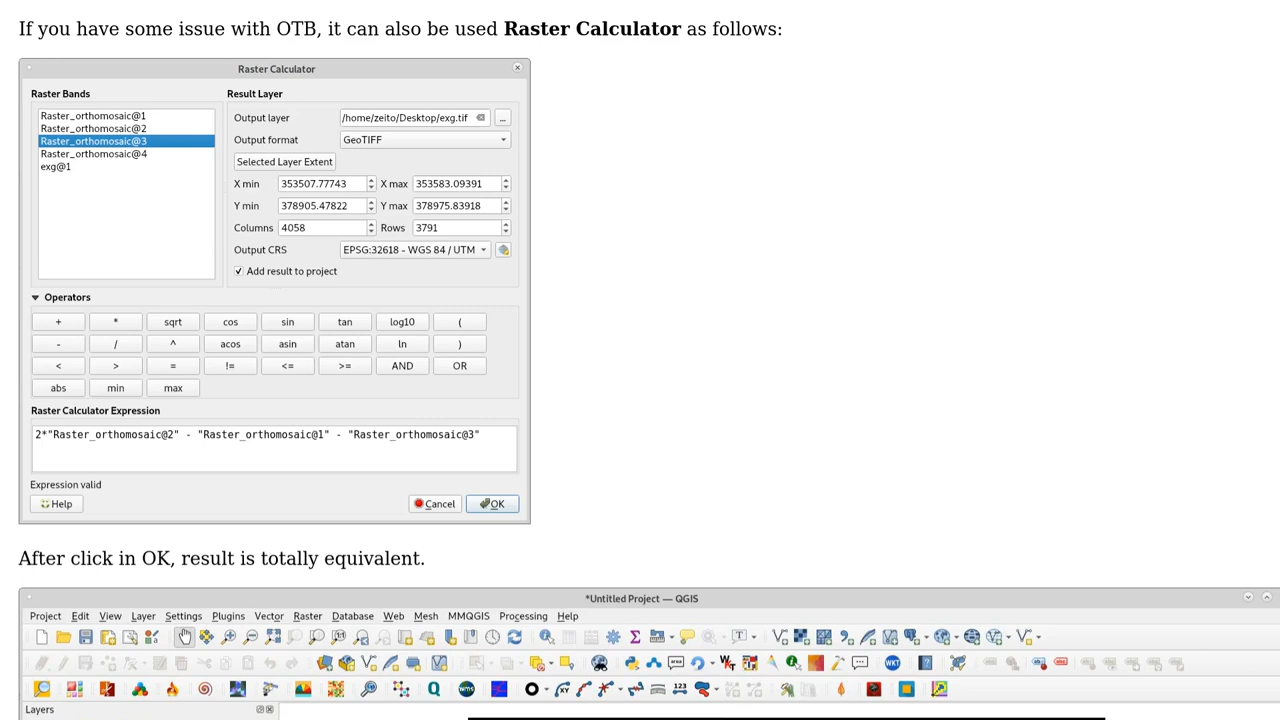 If you have some issue with OTB, it can also be used Raster Calculator as follows:
Raster Calculator
Raster Bands
Raster_orthomosaic@1
Raster_orthomosaic@2
Raster_orthomosaic@3
Raster_orthomosaic@4
exg@1
Result Layer
Output layer /home/zeito/Desktop/exg.tif ...
Output format GeoTIFF
Selected Layer Extent
X min 353507.77743 X max 353583.09391
Y min 378905.47822 Y max 378975.83918
Columns 4058 Rows 3791
Output CRS EPSG:32618 - WGS 84 / UTM
Add result to project
Operators
+ * sqrt cos sin tan log10 (
- / ^ acos asin atan ln )
< > = != <= >= AND OR
abs min max
Raster Calculator Expression
2*"Raster_orthomosaic@2" - "Raster_orthomosaic@1" - "Raster_orthomosaic@3"
Expression valid
Help Cancel OK
After click in OK, result is totally equivalent.
*Untitled Project — QGIS
Project Edit View Layer Settings Plugins Vector Raster Database Web Mesh MMQGIS Processing Help
Layers